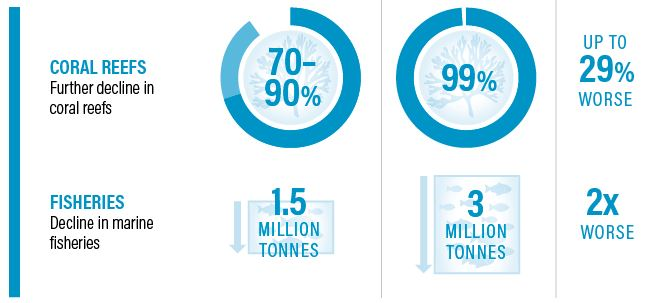 CORAL REEFS
Further decline in
coral reefs
70–
90%
99%
UP TO
29%
WORSE
FISHERIES
Decline in marine
fisheries
1.5
MILLION
TONNES
3
MILLION
TONNES
2x
WORSE